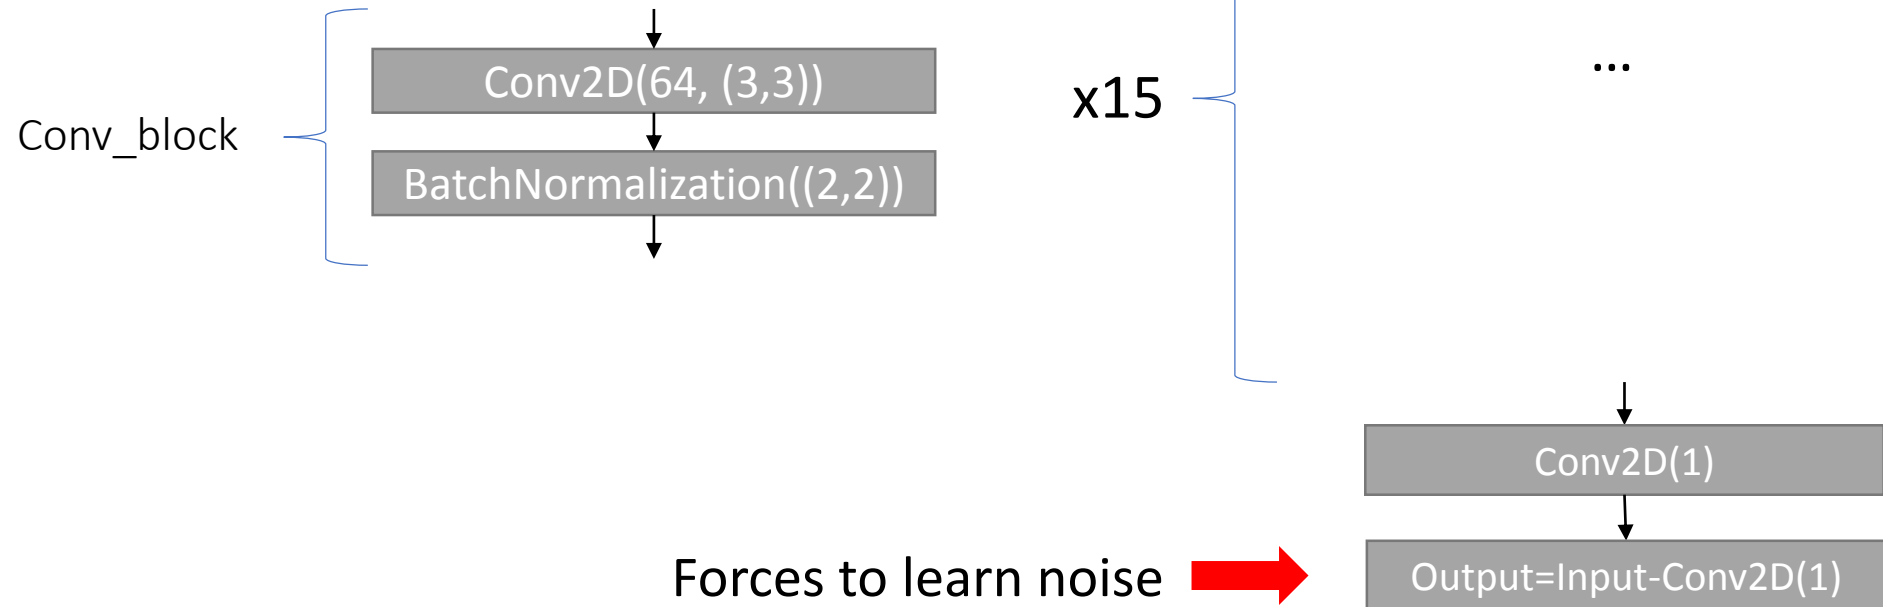 Conv_block
Conv2D(64, (3,3))
BatchNormalization((2,2))
x15
...
Conv2D(1)
Forces to learn noise
Output=Input-Conv2D(1)